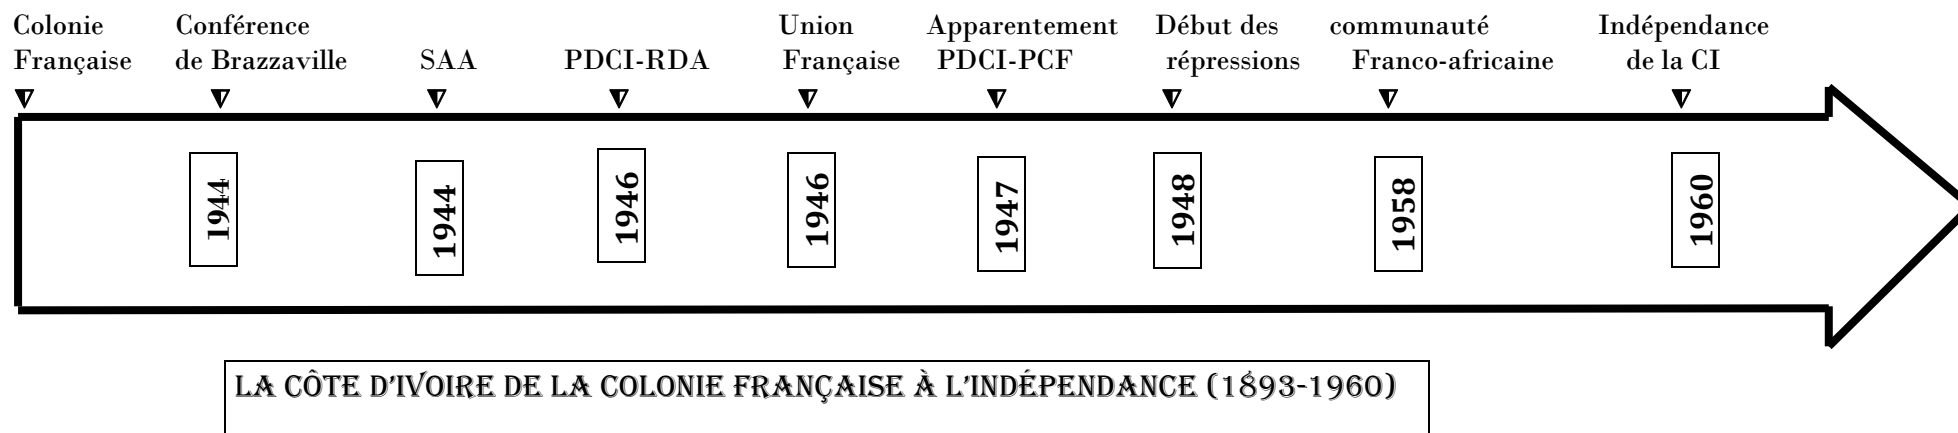 Colonie Conférence Union Apparentement Début des communauté Indépendance
Française de Brazzaville SAA PDCI-RDA Française PDCI-PCF répressions Franco-africaine de la CI
1944 1944 1946 1946 1947 1948 1958 1960
LA CÔTE D'IVOIRE DE LA COLONIE FRANÇAISE À L'INDÉPENDANCE (1893-1960)